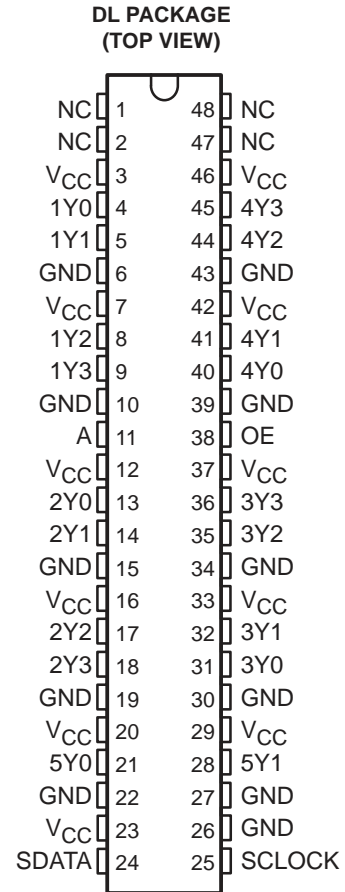 DL PACKAGE
(TOP VIEW)
NC 1 48 NC
NC 2 47 NC
VCC 3 46 VCC
1Y0 4 45 4Y3
1Y1 5 44 4Y2
GND 6 43 GND
VCC 7 42 VCC
1Y2 8 41 4Y1
1Y3 9 40 4Y0
GND 10 39 GND
A 11 38 OE
VCC 12 37 VCC
2Y0 13 36 3Y3
2Y1 14 35 3Y2
GND 15 34 GND
VCC 16 33 VCC
2Y2 17 32 3Y1
2Y3 18 31 3Y0
GND 19 30 GND
VCC 20 29 VCC
5Y0 21 28 5Y1
GND 22 27 GND
VCC 23 26 GND
SDATA 24 25 SCLOCK